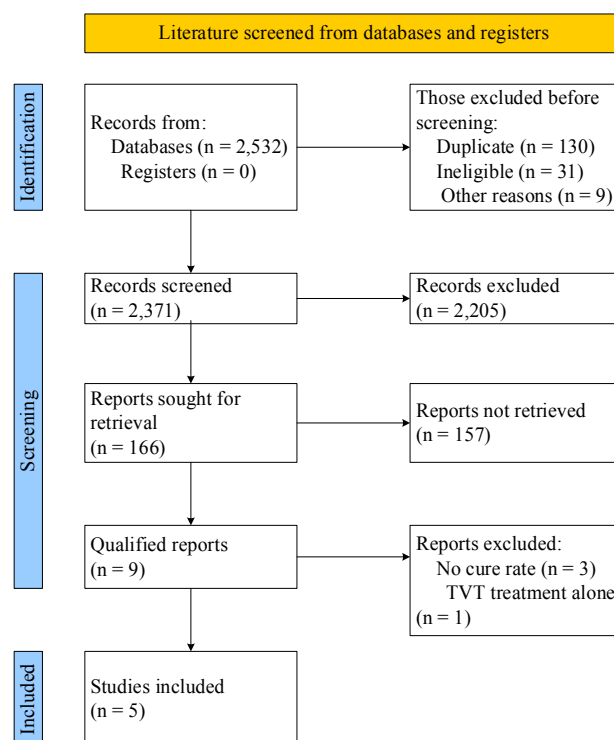 Literature screened from databases and registers
Identification
Records from:
Databases (n = 2,532)
Registers (n = 0)
Those excluded before
screening:
Duplicate (n = 130)
Ineligible (n = 31)
Other reasons (n = 9)
Screening
Records screened
(n = 2,371)
Records excluded
(n = 2,205)
Reports sought for
retrieval
(n = 166)
Reports not retrieved
(n = 157)
Qualified reports
(n = 9)
Reports excluded:
No cure rate (n = 3)
TVT treatment alone
(n = 1)
Included
Studies included
(n = 5)